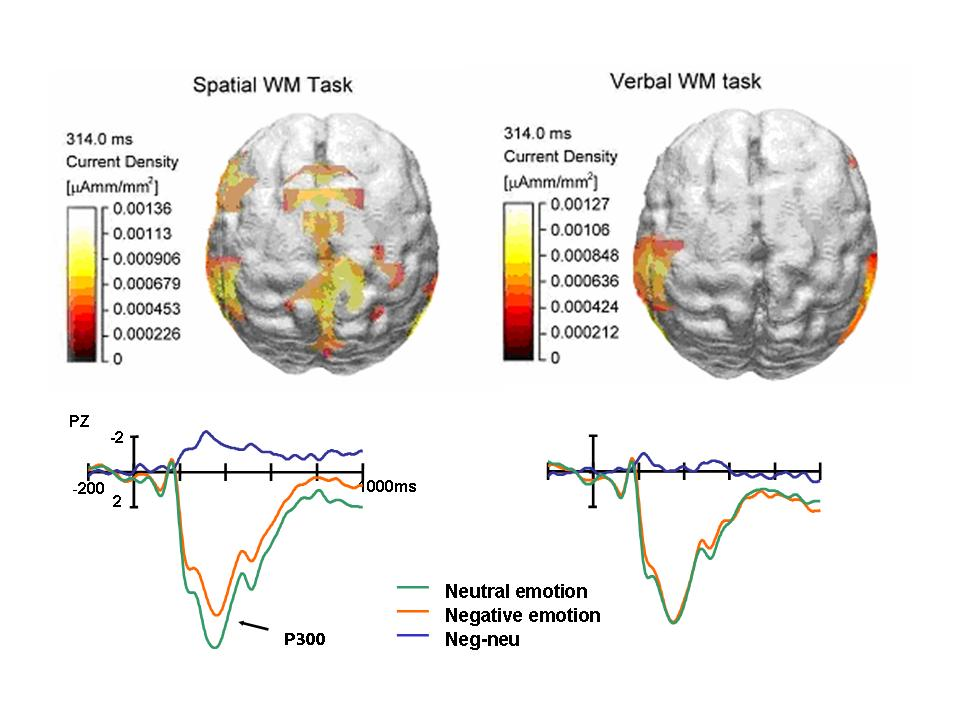 Spatial WM Task
314.0 ms
Current Density
[µAmm/mm²]
0.00136
0.00113
0.000906
0.000679
0.000453
0.000226
0
Verbal WM task
314.0 ms
Current Density
[µAmm/mm²]
0.00127
0.00106
0.000848
0.000636
0.000424
0.000212
0
PZ
-2
-200
2
1000ms
P300
Neutral emotion
Negative emotion
Neg-neu